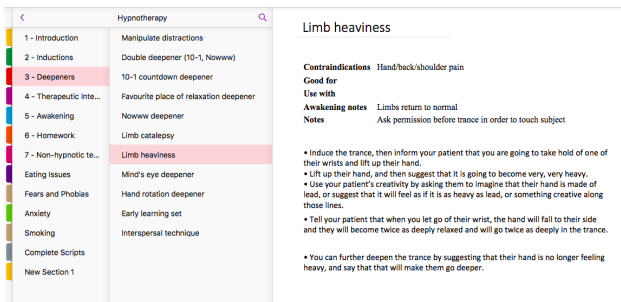 Hypnotherapy
1 - Introduction
2 - Inductions
3 - Deepeners
4 - Therapeutic Inte...
5 - Awakening
6 - Homework
7 - Non-hypnotic te...
Eating Issues
Fears and Phobias
Anxiety
Smoking
Complete Scripts
New Section 1
Manipulate distractions
Double deepener (10-1, Nowww)
10-1 countdown deepener
Favourite place of relaxation deepener
Nowww deepener
Limb catalepsy
Limb heaviness
Mind's eye deepener
Hand rotation deepener
Early learning set
Interspersal technique
Limb heaviness
Contraindications Hand/back/shoulder pain
Good for
Use with
Awakening notes Limbs return to normal
Notes Ask permission before trance in order to touch subject
• Induce the trance, then inform your patient that you are going to take hold of one of
their wrists and lift up their hand.
• Lift up their hand, and then suggest that it is going to become very, very heavy.
• Use your patient's creativity by asking them to imagine that their hand is made of
lead, or suggest that it will feel as if it is as heavy as lead, or something creative along
those lines.
• Tell your patient that when you let go of their wrist, the hand will fall to their side
and they will become twice as deeply relaxed and will go twice as deeply in the trance.
• You can further deepen the trance by suggesting that their hand is no longer feeling
heavy, and say that that will make them go deeper.